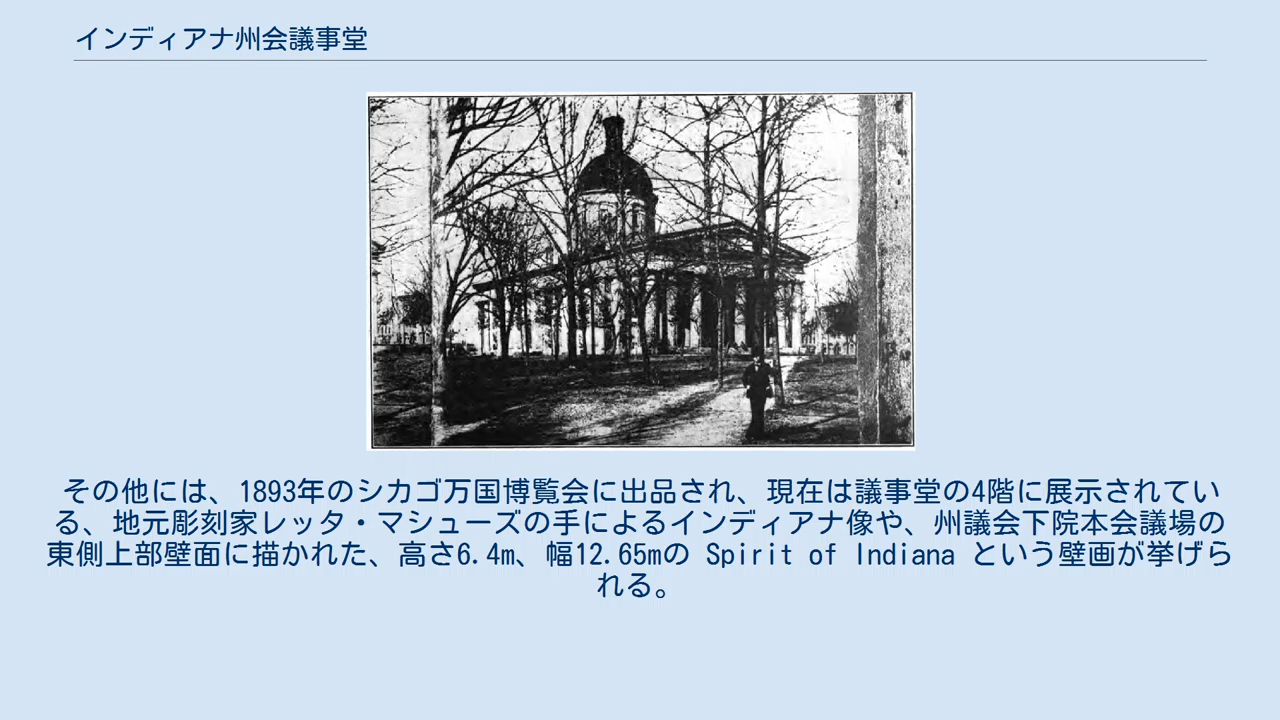 インディアナ州会議事堂
その他には、1893年のシカゴ万国博覧会に出品され、現在は議事堂の4階に展示されてい
る、地元彫刻家レッタ・マシューズの手によるインディアナ像や、州議会下院本会議場の
東側上部壁面に描かれた、高さ6.4m、幅12.65mの Spirit of Indiana という壁画が挙げら
れる。